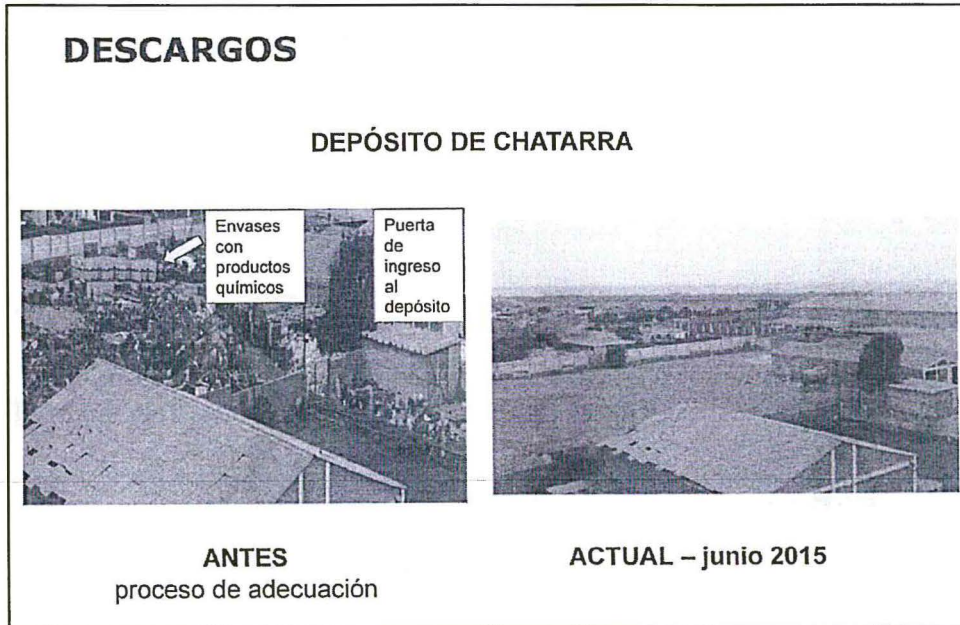 DESCARGOS
DEPÓSITO DE CHATARRA
Envases
con
productos
químicos
Puerta
de
ingreso
al
depósito
ANTES
proceso de adecuación
ACTUAL – junio 2015